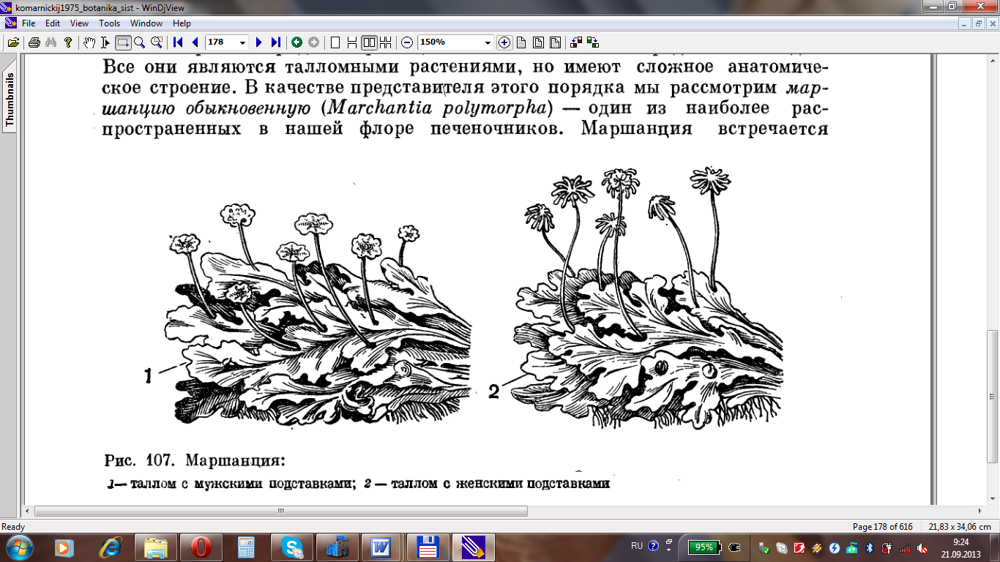 komarnickij1975_botanika_sist - WinDjView
File Edit View Tools Window Help
178 150%
Thumbnails
Все они являются талломными растениями, но имеют сложное анатомиче-
ское строение. В качестве представителя этого порядка мы рассмотрим мар-
шанцию обыкновенную (Marchantia polymorpha) — один из наиболее рас-
пространенных в нашей флоре печеночников. Маршанция встречается
1
2
Рис. 107. Маршанция:
1— таллом с мужскими подставками; 2 — таллом с женскими подставками
Ready Page 178 of 616 21,83 x 34,06 cm
RU 95% 9:24
21.09.2013